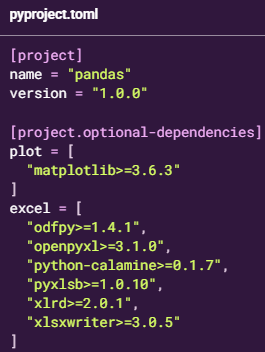 pyproject.toml
[project]
name = "pandas"
version = "1.0.0"
[project.optional-dependencies]
plot = [
"matplotlib>=3.6.3"
]
excel = [
"odfpy>=1.4.1",
"openpyxl>=3.1.0",
"python-calamine>=0.1.7",
"pyxlsb>=1.0.10",
"xlrd>=2.0.1",
"xlsxwriter>=3.0.5"
]